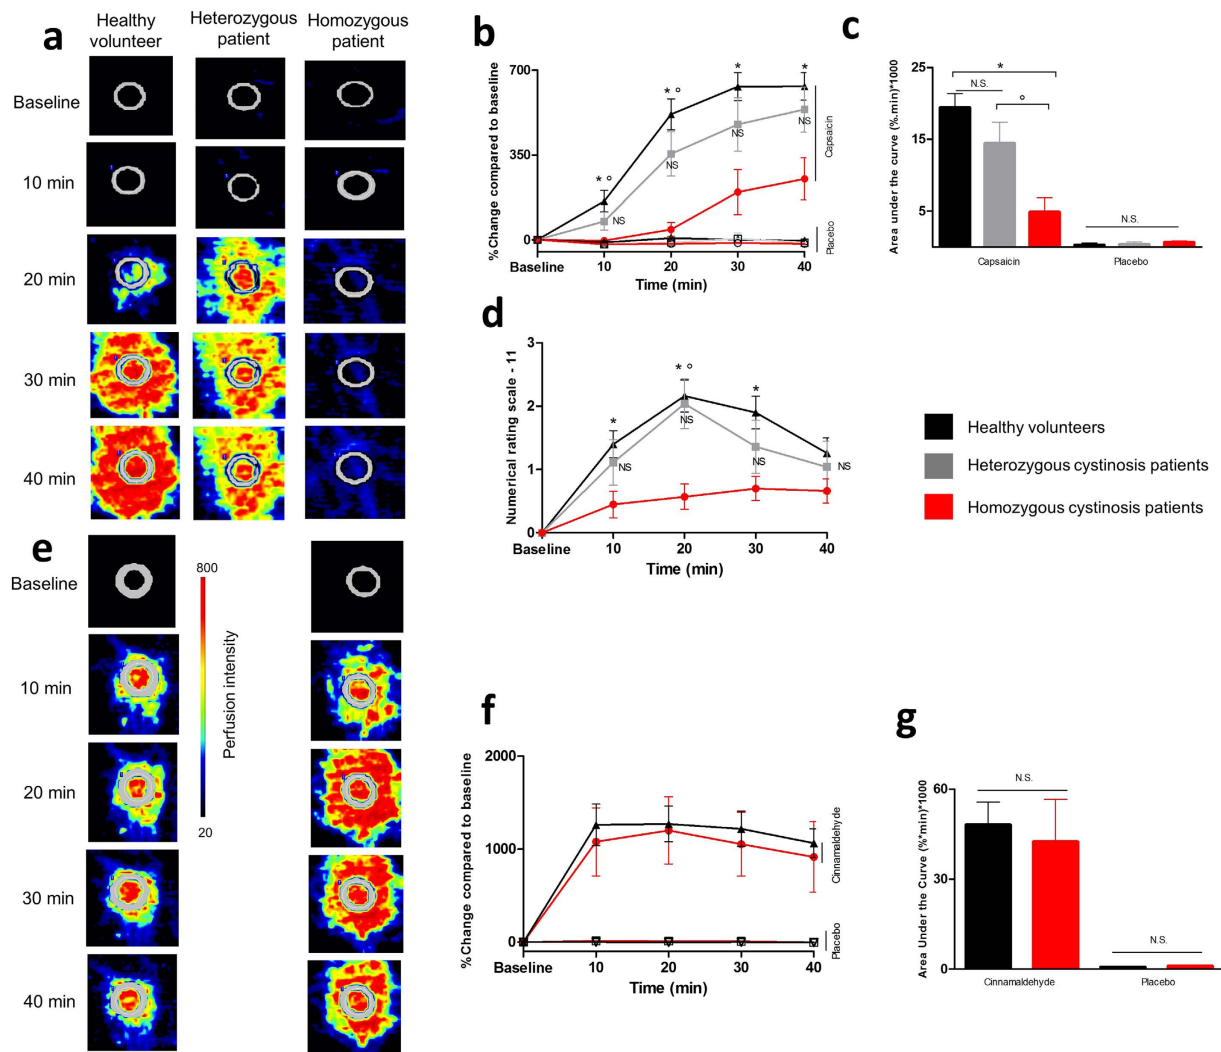 a
Healthy
volunteer
Heterozygous
patient
Homozygous
patient
Baseline
10 min
20 min
30 min
40 min
b
%Change compared to baseline
700
350
0
* ° * ° * *
NS NS NS NS
Capsaicin
Placebo
Baseline 10 20 30 40
Time (min)
c
Area under the curve (%.min)*1000
25
15
5
*
N.S.
°
N.S.
Capsaicin Placebo
d
Numerical rating scale - 11
3
2
1
0
* * ° *
NS NS NS NS
Baseline 10 20 30 40
Time (min)
Healthy volunteers
Heterozygous cystinosis patients
Homozygous cystinosis patients
e
Baseline
10 min
20 min
30 min
40 min
800
Perfusion intensity
20
f
%Change compared to baseline
2000
1000
0
Cinnamaldehyde
Placebo
Baseline 10 20 30 40
Time (min)
g
Area Under the Curve (%*min)*1000
60
30
0
N.S.
N.S.
Cinnamaldehyde Placebo